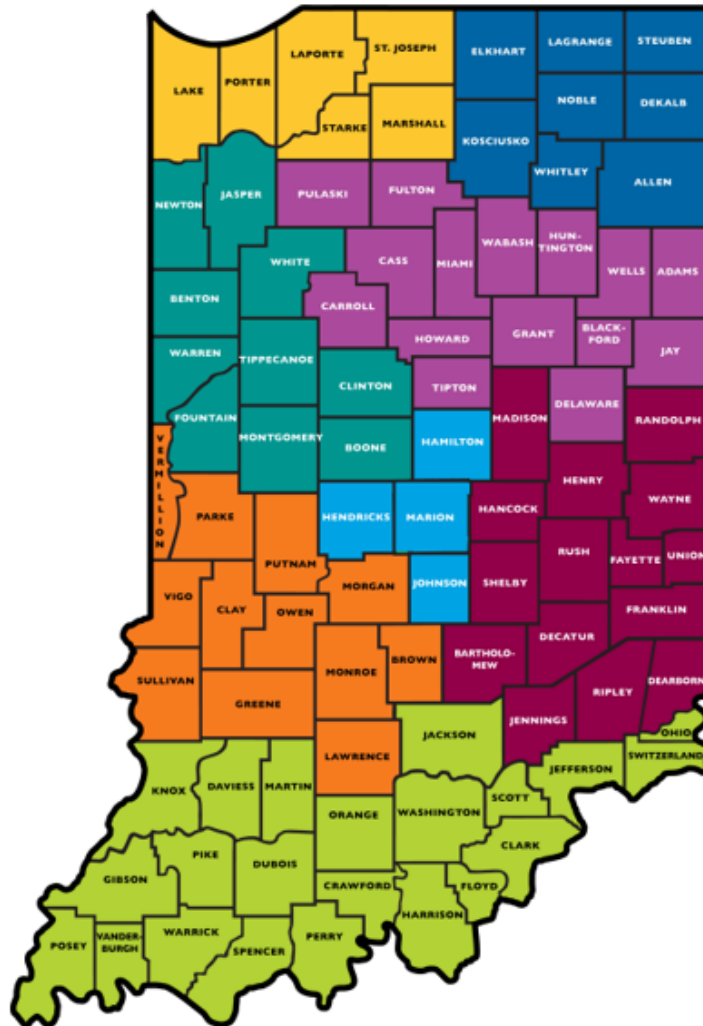 LAKE
PORTER
LAPORTE
ST. JOSEPH
ELKHART
LAGRANGE
STEUBEN
NOBLE
DEKALB
STARKE
MARSHALL
KOSCIUSKO
WHITLEY
ALLEN
NEWTON
JASPER
PULASKI
FULTON
WHITE
CASS
MIAMI
WABASH
HUN-
TINGTON
WELLS
ADAMS
BENTON
CARROLL
HOWARD
GRANT
BLACK-
FORD
JAY
WARREN
TIPPECANOE
CLINTON
TIPTON
MADISON
DELAWARE
RANDOLPH
FOUNTAIN
MONTGOMERY
BOONE
HAMILTON
VERMILLION
PARKE
PUTNAM
HENDRICKS
MARION
HANCOCK
HENRY
WAYNE
VIGO
CLAY
OWEN
MORGAN
JOHNSON
SHELBY
RUSH
FAYETTE
UNION
FRANKLIN
SULLIVAN
GREENE
MONROE
BROWN
BARTHOLO-
MEW
DECATUR
RIPLEY
DEARBORN
JENNINGS
LAWRENCE
JACKSON
OHIO
SWITZERLAND
JEFFERSON
KNOX
DAVIESS
MARTIN
ORANGE
WASHINGTON
SCOTT
CLARK
GIBSON
PIKE
DUBOIS
CRAWFORD
HARRISON
FLOYD
POSEY
VANDER-
BURGH
WARRICK
SPENCER
PERRY